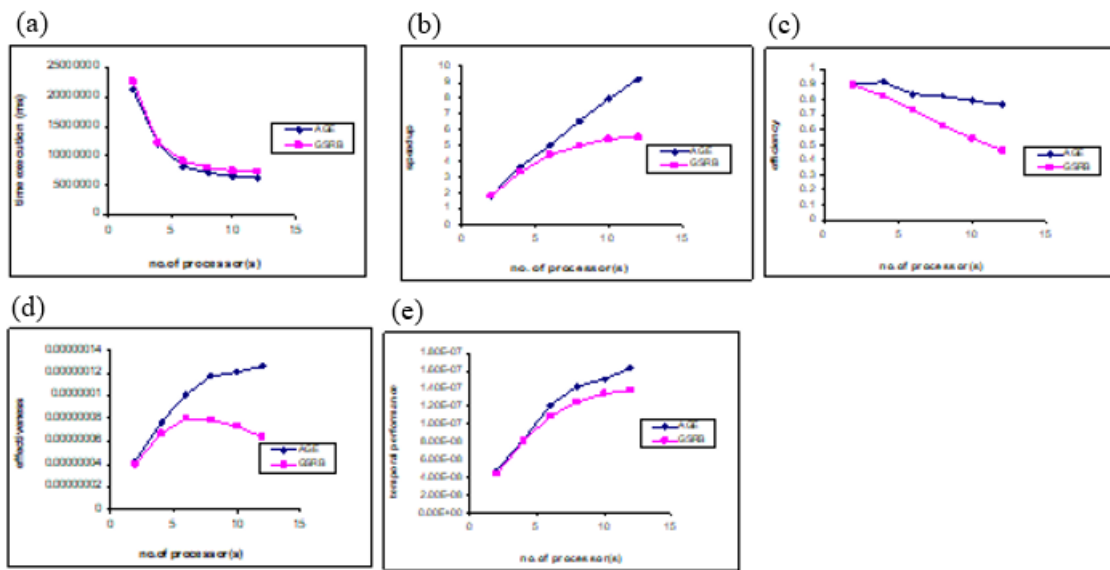 (a)
time execution (ms)
25000000
20000000
15000000
10000000
5000000
0
0 5 10 15
no.of processor(s)
AGE
GSRB
(b)
speedup
10
9
8
7
6
5
4
3
2
1
0
0 5 10 15
no. of processor(s)
AGE
GSRB
(c)
efficiency
1
0.9
0.8
0.7
0.6
0.5
0.4
0.3
0.2
0.1
0
0 5 10 15
no.of processor(s)
AGE
GSRB
(d)
effectiveness
0.00000014
0.00000012
0.0000001
0.00000008
0.00000006
0.00000004
0.00000002
0
0 5 10 15
no.of processor(s)
AGE
GSRB
(e)
temporal performance
1.80E-07
1.60E-07
1.40E-07
1.20E-07
1.00E-07
8.00E-08
6.00E-08
4.00E-08
2.00E-08
0.00E+00
0 5 10 15
no.of processor(s)
AGE
GSRB